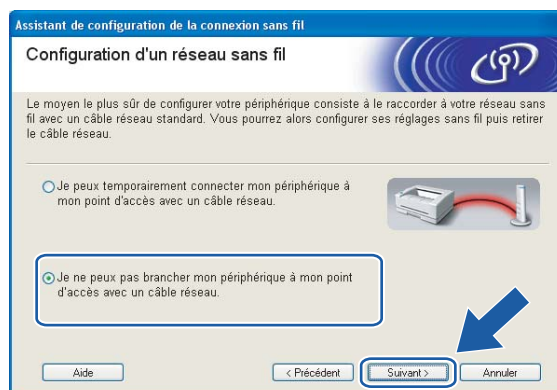 Assistant de configuration de la connexion sans fil
Configuration d'un réseau sans fil
Le moyen le plus sûr de configurer votre périphérique consiste à le raccorder à votre réseau sans
fil avec un câble réseau standard. Vous pourrez alors configurer ses réglages sans fil puis retirer
le câble réseau.
Je peux temporairement connecter mon périphérique à
mon point d'accès avec un câble réseau.
Je ne peux pas brancher mon périphérique à mon point
d'accès avec un câble réseau.
Aide
< Précédent
Suivant >
Annuler